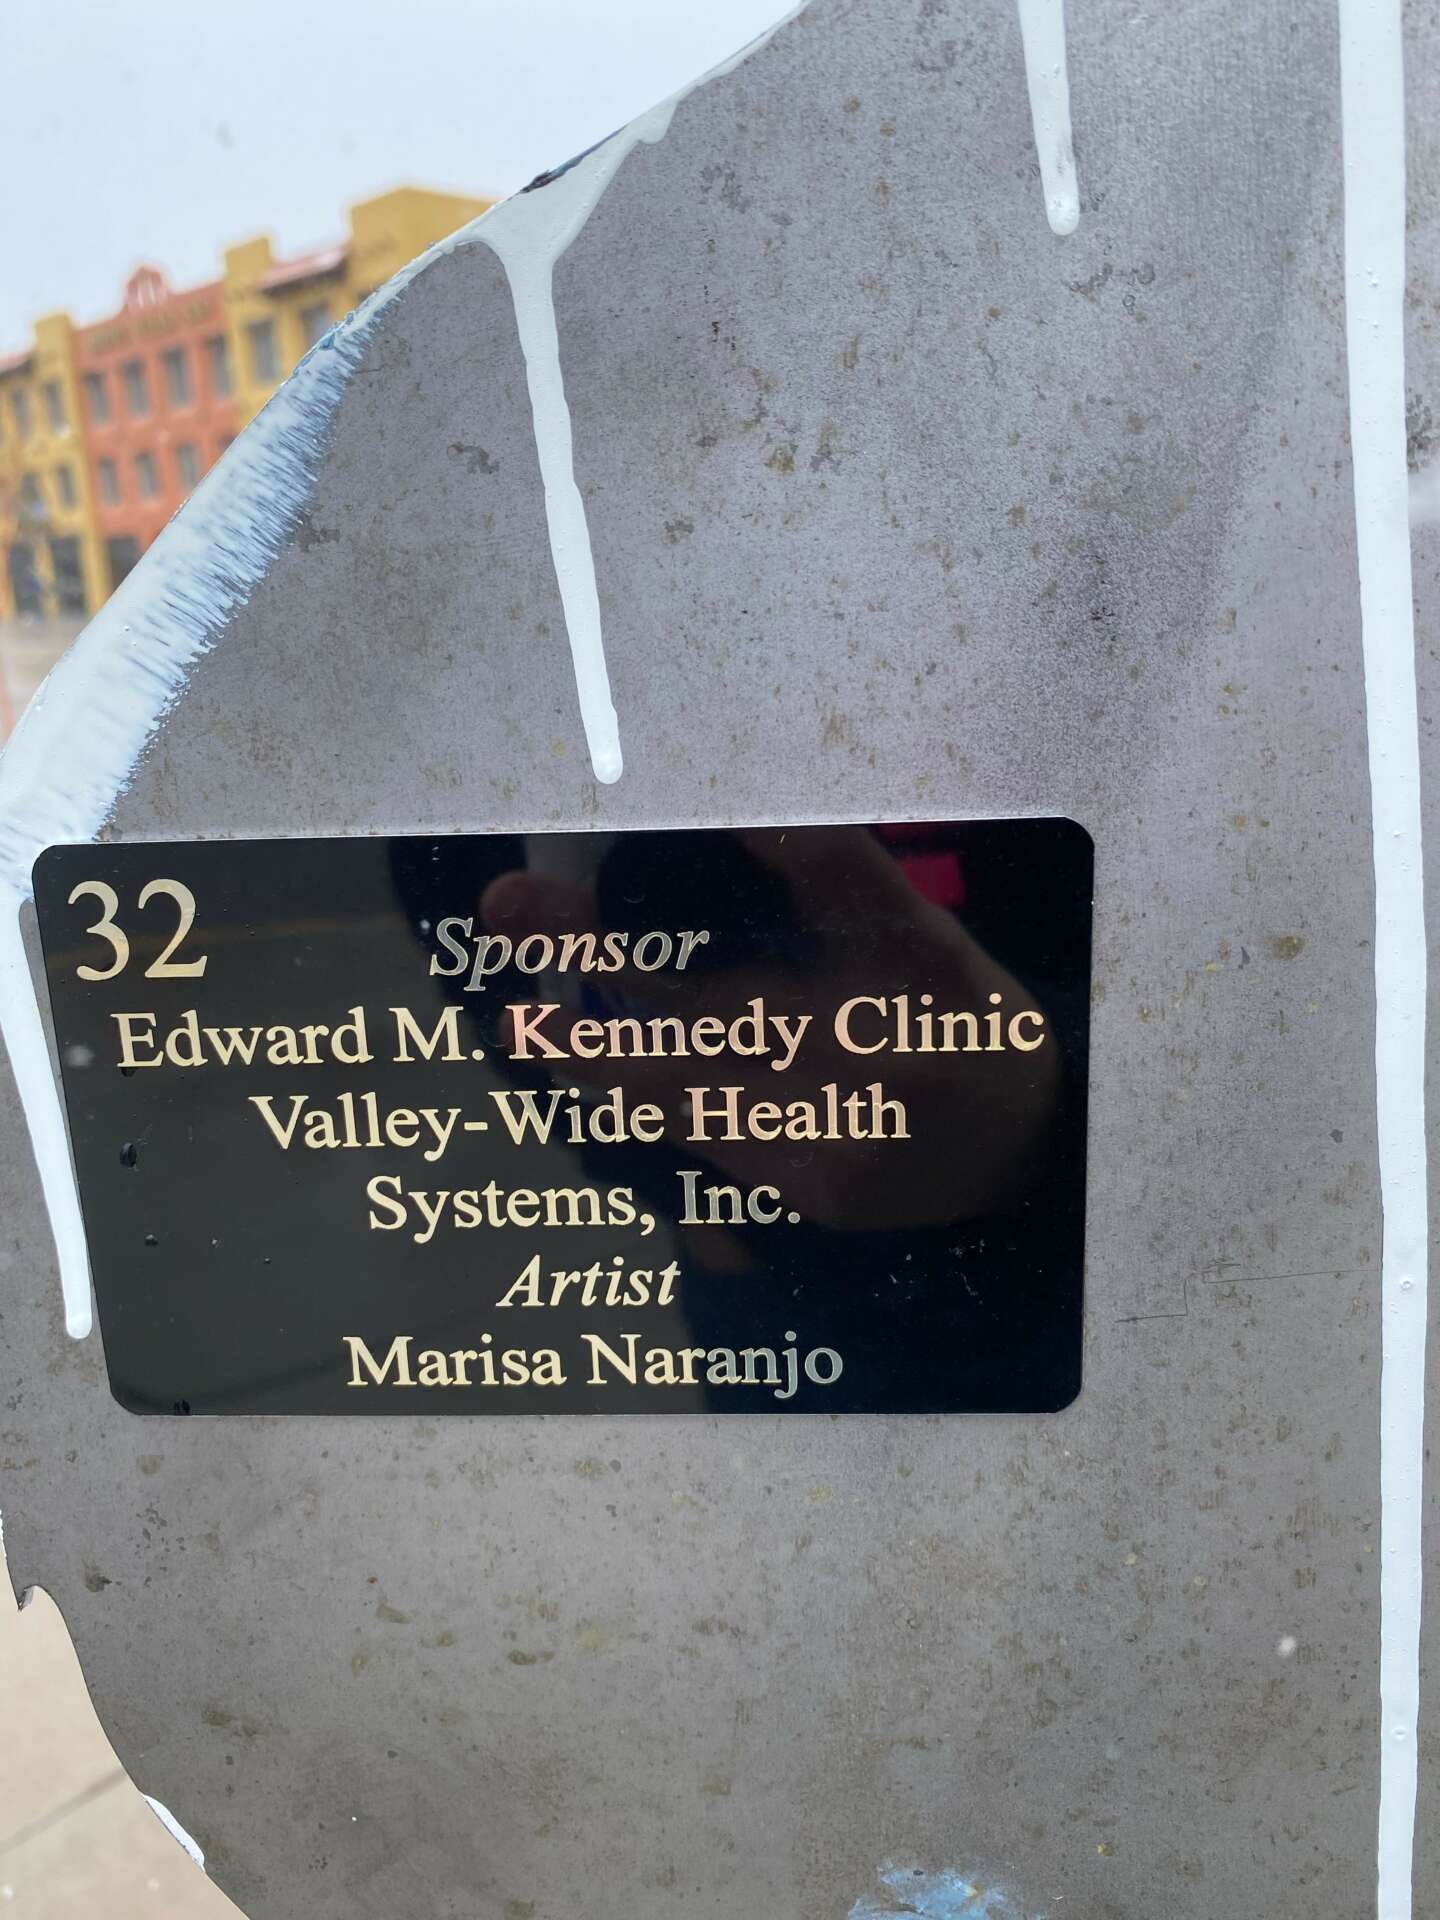 32
Sponsor
Edward M. Kennedy Clinic
Valley-Wide Health
Systems, Inc.
Artist
Marisa Naranjo